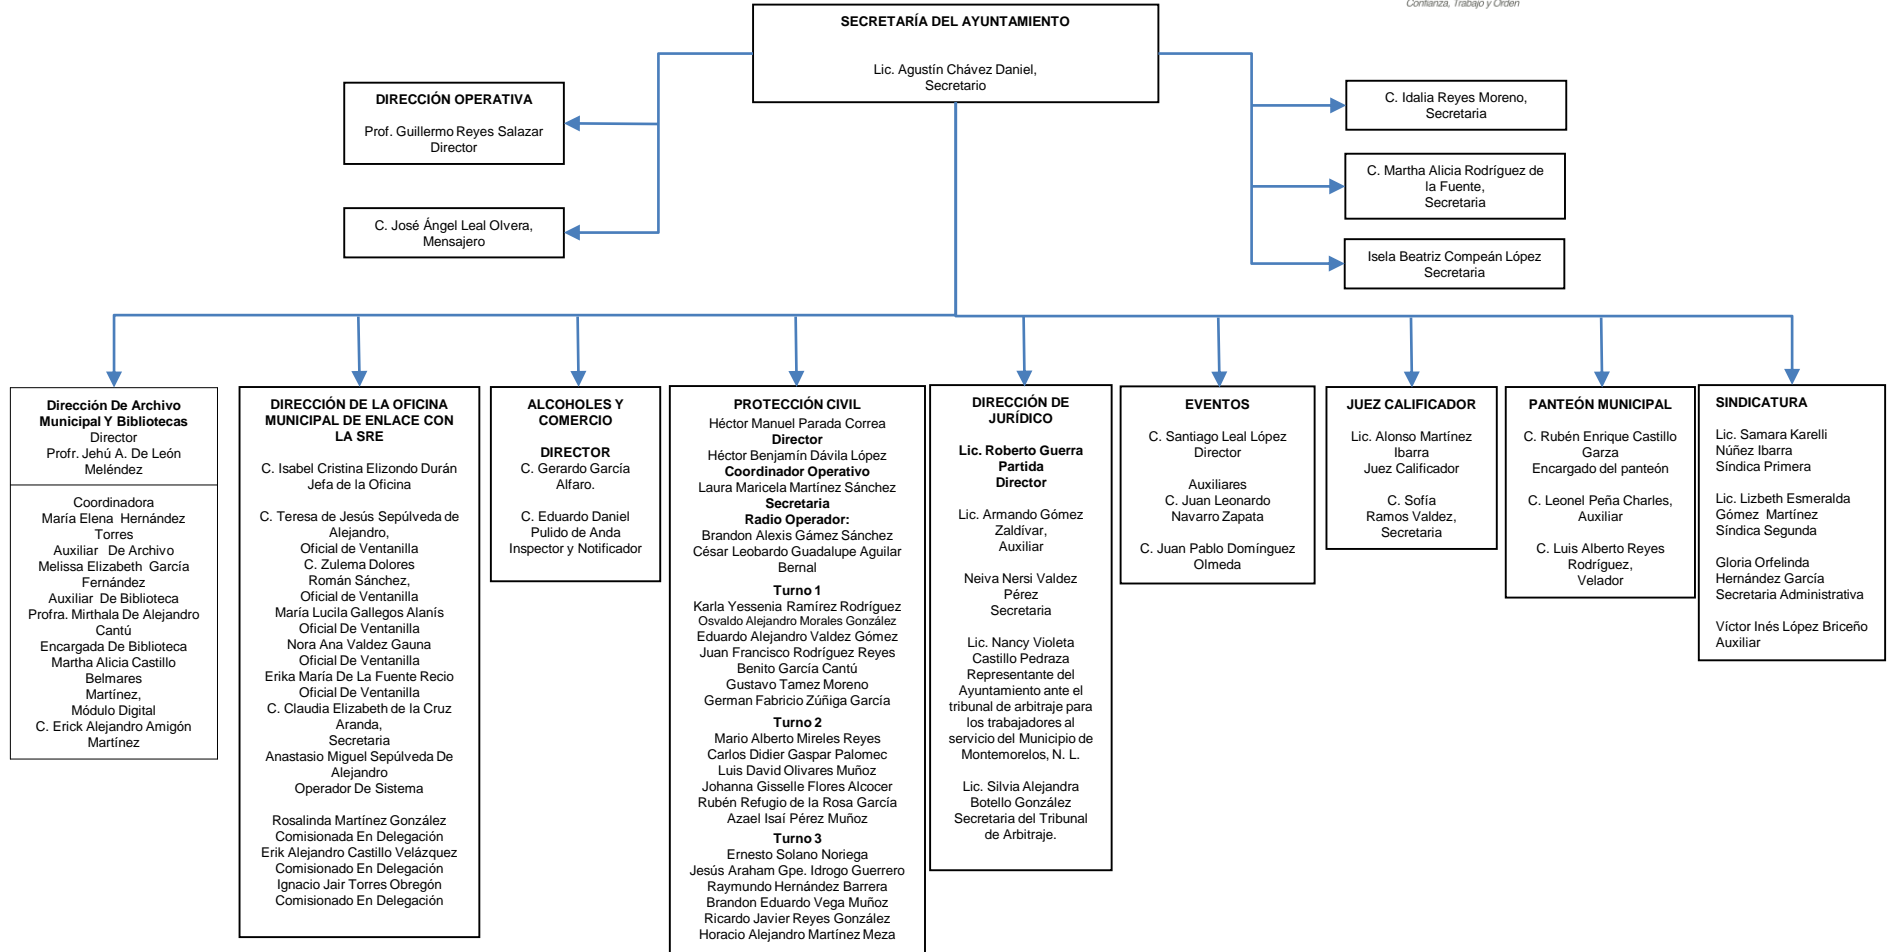 Confianza, Trabajo y Orden
SECRETARÍA DEL AYUNTAMIENTO
Lic. Agustín Chávez Daniel,
Secretario
DIRECCIÓN OPERATIVA
Prof. Guillermo Reyes Salazar
Director
C. José Ángel Leal Olvera,
Mensajero
C. Idalia Reyes Moreno,
Secretaria
C. Martha Alicia Rodríguez de
la Fuente,
Secretaria
Isela Beatriz Compeán López
Secretaria
Dirección De Archivo
Municipal Y Bibliotecas
Director
Profr. Jehú A. De León
Meléndez
Coordinadora
María Elena Hernández
Torres
Auxiliar De Archivo
Melissa Elizabeth García
Fernández
Auxiliar De Biblioteca
Profra. Mirthala De Alejandro
Cantú
Encargada De Biblioteca
Martha Alicia Castillo
Belmares
Martínez,
Módulo Digital
C. Erick Alejandro Amigón
Martínez
DIRECCIÓN DE LA OFICINA
MUNICIPAL DE ENLACE CON
LA SRE
C. Isabel Cristina Elizondo Durán
Jefa de la Oficina
C. Teresa de Jesús Sepúlveda de
Alejandro,
Oficial de Ventanilla
C. Zulema Dolores
Román Sánchez,
Oficial de Ventanilla
María Lucila Gallegos Alanís
Oficial De Ventanilla
Nora Ana Valdez Gauna
Oficial De Ventanilla
Erika María De La Fuente Recio
Oficial De Ventanilla
C. Claudia Elizabeth de la Cruz
Aranda,
Secretaria
Anastasio Miguel Sepúlveda De
Alejandro
Operador De Sistema
Rosalinda Martínez González
Comisionada En Delegación
Erik Alejandro Castillo Velázquez
Comisionado En Delegación
Ignacio Jair Torres Obregón
Comisionado En Delegación
ALCOHOLES Y
COMERCIO
DIRECTOR
C. Gerardo García
Alfaro.
C. Eduardo Daniel
Pulido de Anda
Inspector y Notificador
PROTECCIÓN CIVIL
Héctor Manuel Parada Correa
Director
Héctor Benjamín Dávila López
Coordinador Operativo
Laura Maricela Martínez Sánchez
Secretaria
Radio Operador:
Brandon Alexis Gámez Sánchez
César Leobardo Guadalupe Aguilar
Bernal
Turno 1
Karla Yessenia Ramírez Rodríguez
Osvaldo Alejandro Morales González
Eduardo Alejandro Valdez Gómez
Juan Francisco Rodríguez Reyes
Benito García Cantú
Gustavo Tamez Moreno
German Fabricio Zúñiga García
Turno 2
Mario Alberto Mireles Reyes
Carlos Didier Gaspar Palomec
Luis David Olivares Muñoz
Johanna Gisselle Flores Alcocer
Rubén Refugio de la Rosa García
Azael Isaí Pérez Muñoz
Turno 3
Ernesto Solano Noriega
Jesús Araham Gpe. Idrogo Guerrero
Raymundo Hernández Barrera
Brandon Eduardo Vega Muñoz
Ricardo Javier Reyes González
Horacio Alejandro Martínez Meza
DIRECCIÓN DE
JURÍDICO
Lic. Roberto Guerra
Partida
Director
Lic. Armando Gómez
Zaldívar,
Auxiliar
Neiva Nersi Valdez
Pérez
Secretaria
Lic. Nancy Violeta
Castillo Pedraza
Representante del
Ayuntamiento ante el
tribunal de arbitraje para
los trabajadores al
servicio del Municipio de
Montemorelos, N. L.
Lic. Silvia Alejandra
Botello González
Secretaria del Tribunal
de Arbitraje.
EVENTOS
C. Santiago Leal López
Director
Auxiliares
C. Juan Leonardo
Navarro Zapata
C. Juan Pablo Domínguez
Olmeda
JUEZ CALIFICADOR
Lic. Alonso Martínez
Ibarra
Juez Calificador
C. Sofía
Ramos Valdez,
Secretaria
PANTEÓN MUNICIPAL
C. Rubén Enrique Castillo
Garza
Encargado del panteón
C. Leonel Peña Charles,
Auxiliar
C. Luis Alberto Reyes
Rodríguez,
Velador
SINDICATURA
Lic. Samara Karelli
Núñez Ibarra
Síndica Primera
Lic. Lizbeth Esmeralda
Gómez Martínez
Síndica Segunda
Gloria Orfelinda
Hernández García
Secretaria Administrativa
Víctor Inés López Briceño
Auxiliar